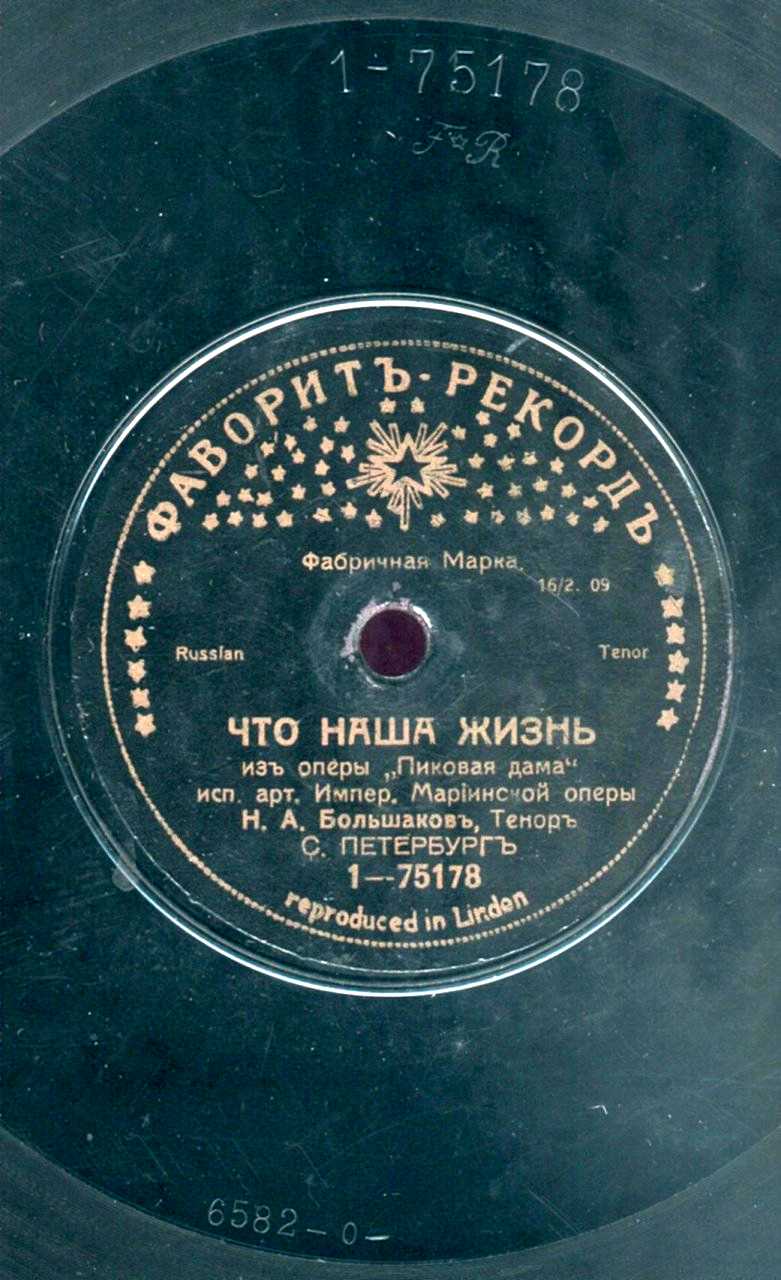 1-75178
F R
ФАВОРИТЪ-РЕКОРДЪ
Фабричная Марка.
16/2. 09
Russian Tenor
ЧТО НАША ЖИЗНЬ
изъ оперы „Пиковая дама“
исп. арт. Импер. Маріинской оперы
Н. А. Большаковъ, Теноръ
С. ПЕТЕРБУРГЪ
1—75178
reproduced in Linden
6582-0-